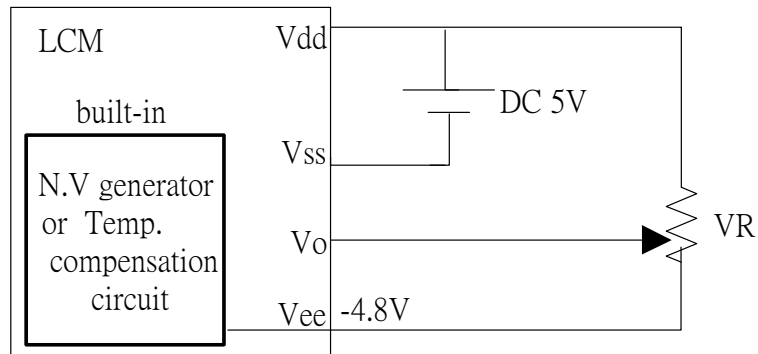 LCM
Vdd
built-in
DC 5V
Vss
N.V generator
or Temp.
compensation
circuit
Vo
VR
Vee
-4.8V